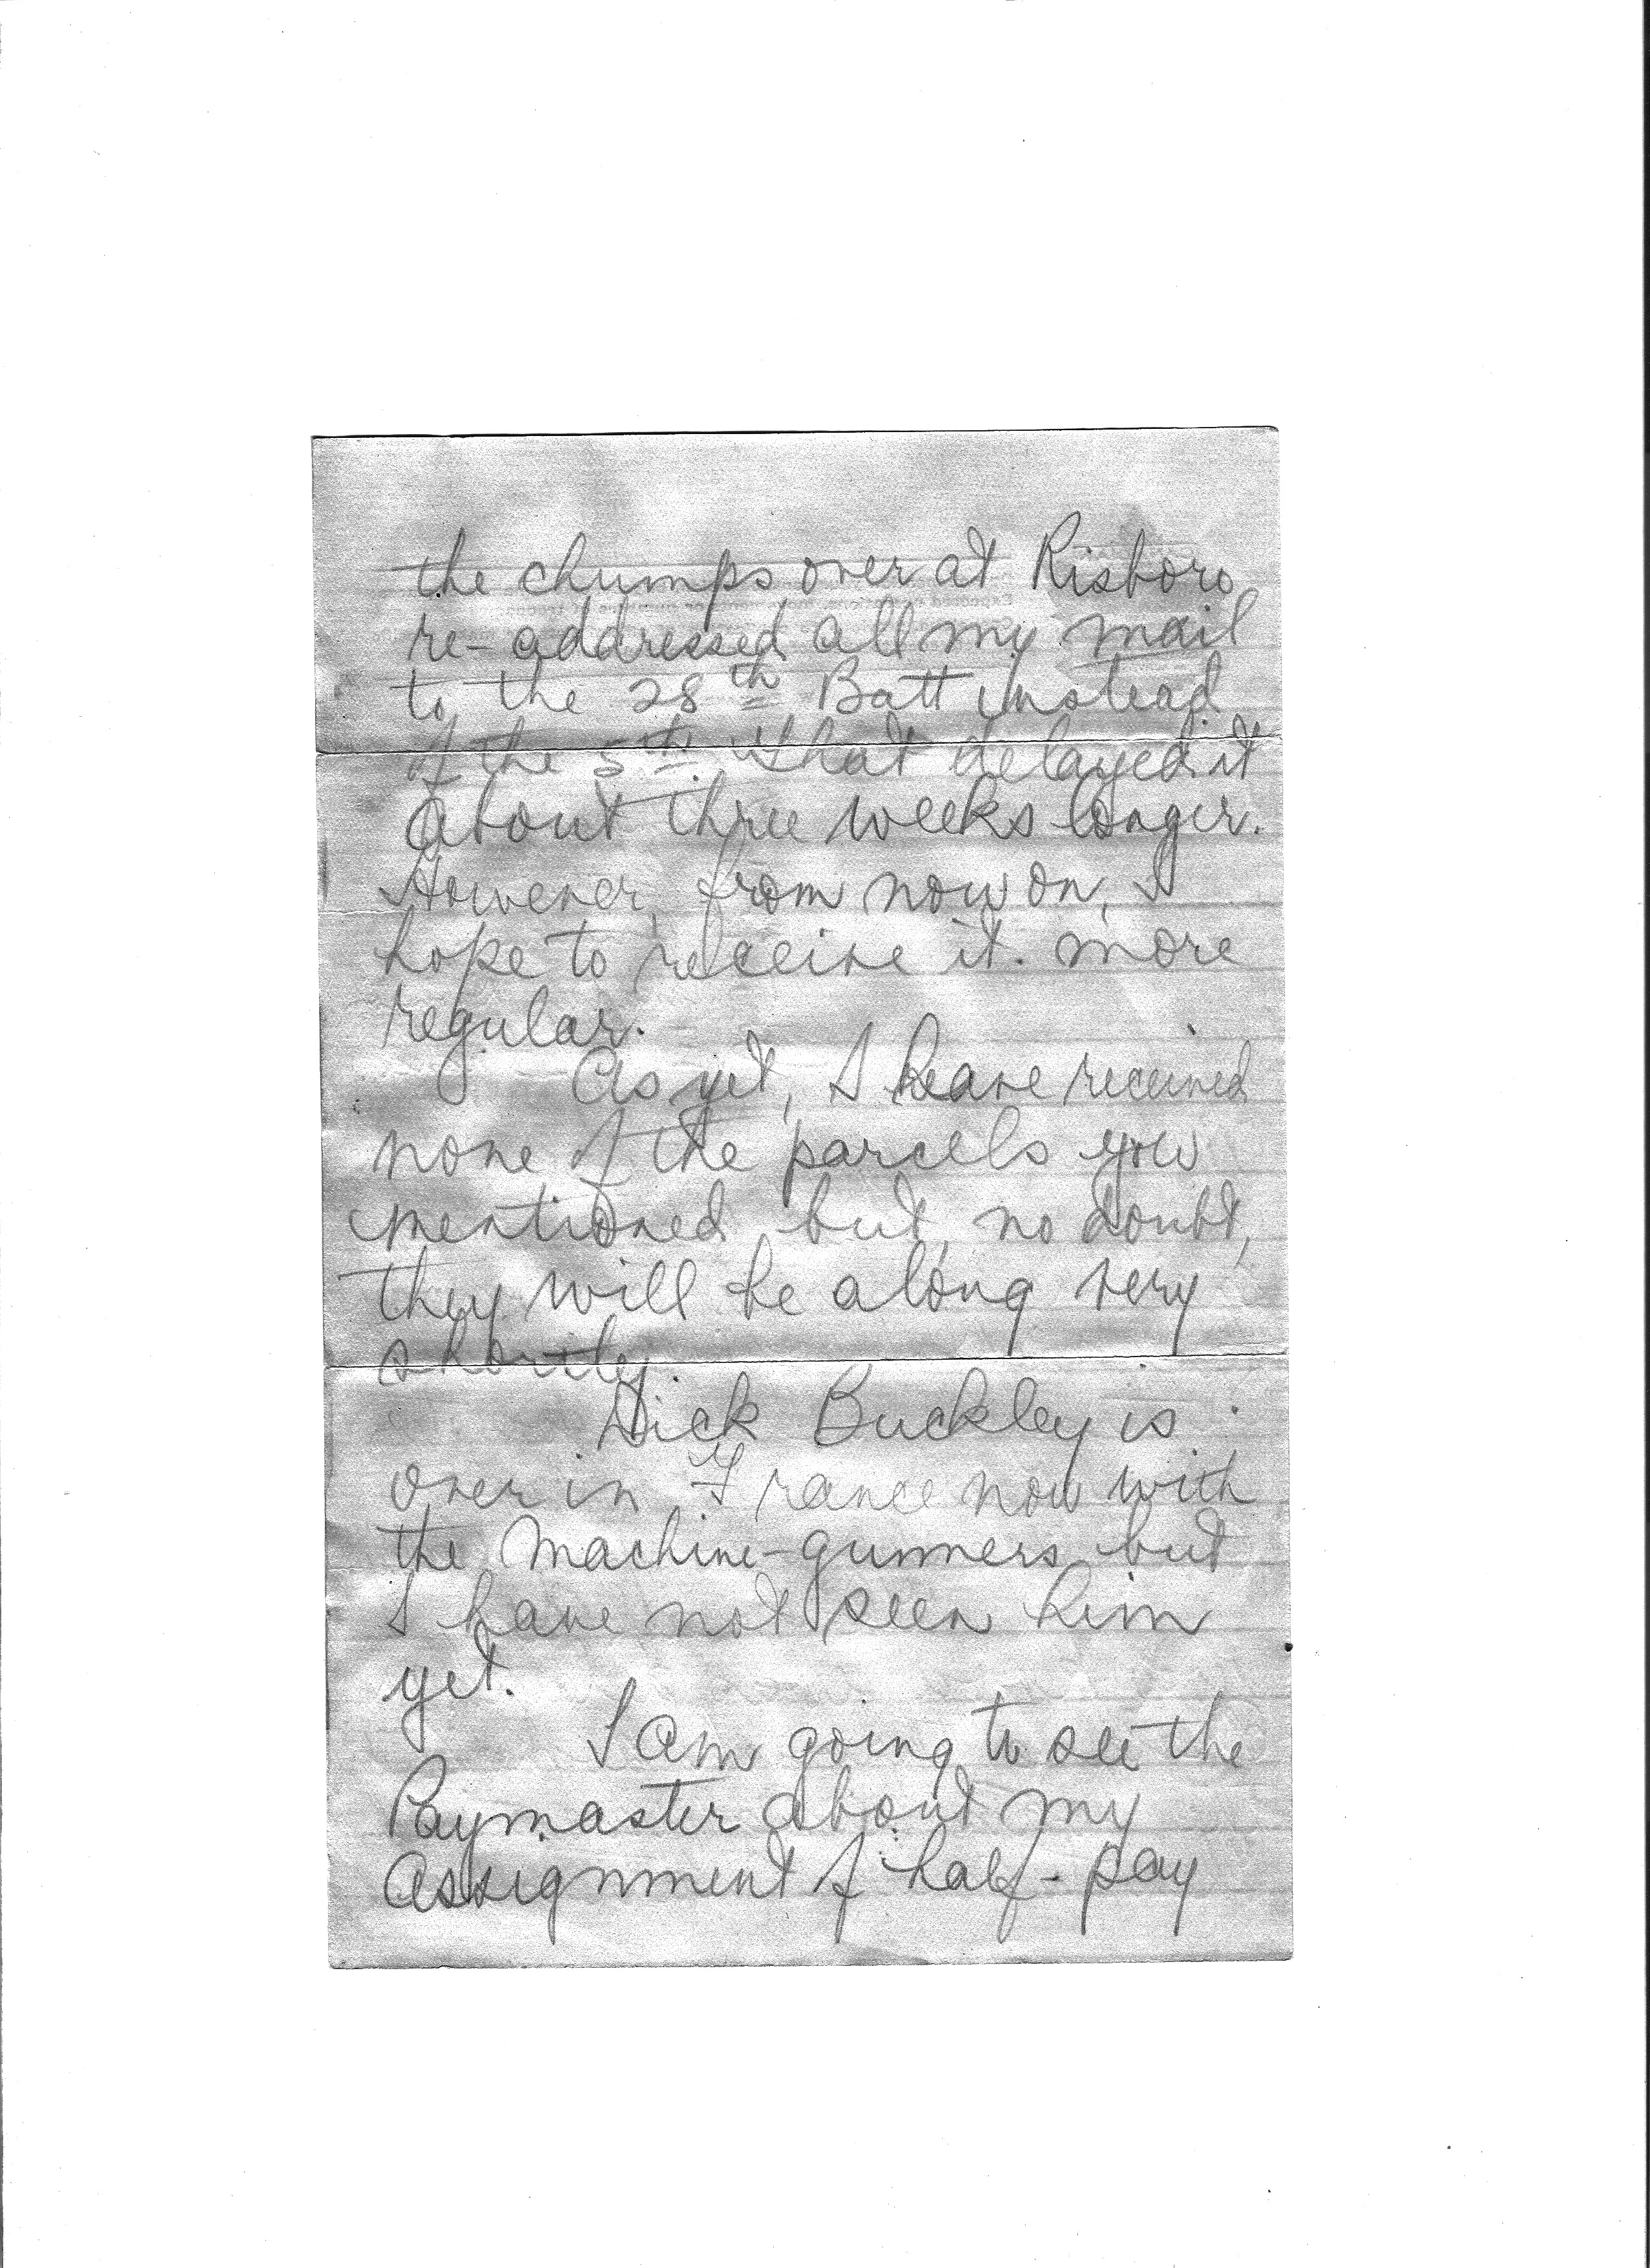 the chumps over at Risboro
re-addressed all my mail
to the 28th Batt instead
of the 5th. That delayed it
about three weeks longer.
However, from now on, I
hope to receive it more
regular.
As yet, I have received
none of the parcels you
mentioned, but, no doubt,
they will be along very
shortly.
Dick Buckley is
over in France now with
the machine-gunners but
I have not seen him
yet.
I am going to see the
Paymaster about my
assignment of half-pay